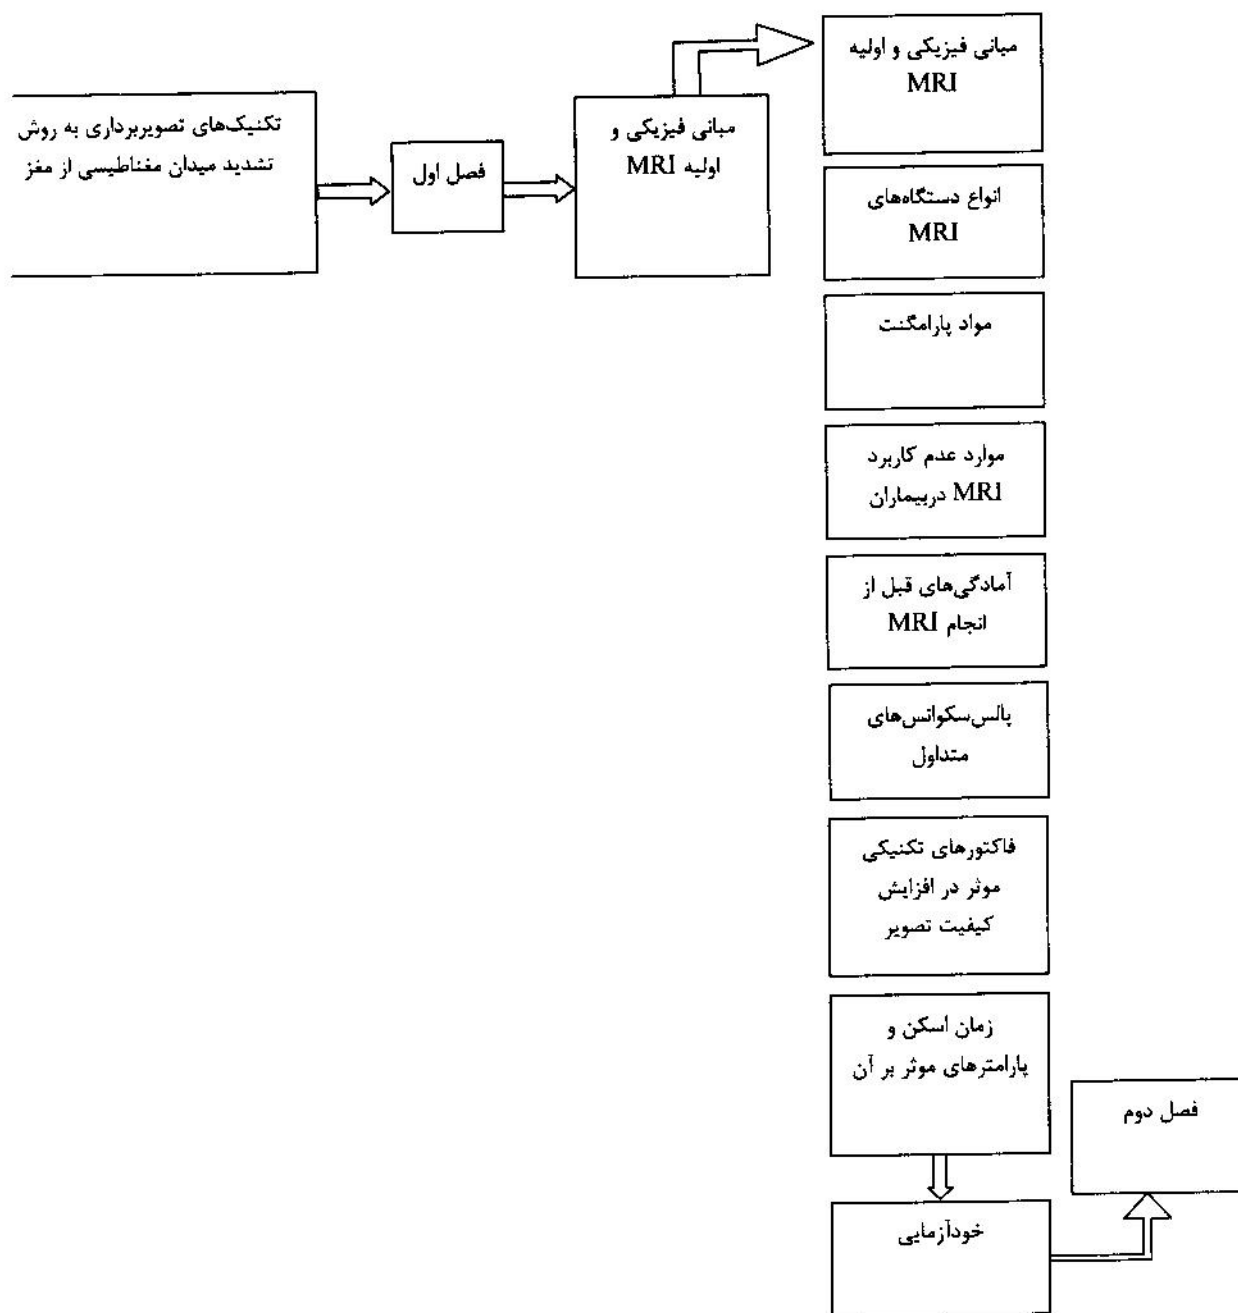 تکنیک‌های تصویربرداری به روش
تشدید میدان مغناطیسی از مغز
فصل اول
مبانی فیزیکی و
اولیه MRI
مبانی فیزیکی و اولیه
MRI
انواع دستگاه‌های
MRI
مواد پارامگنت
موارد عدم کاربرد
MRI دربیماران
آمادگی‌های قبل از
انجام MRI
پالس‌سکوانس‌های
متداول
فاکتورهای تکنیکی
موثر در افزایش
کیفیت تصویر
زمان اسکن و
پارامترهای موثر بر آن
خودآزمایی
فصل دوم